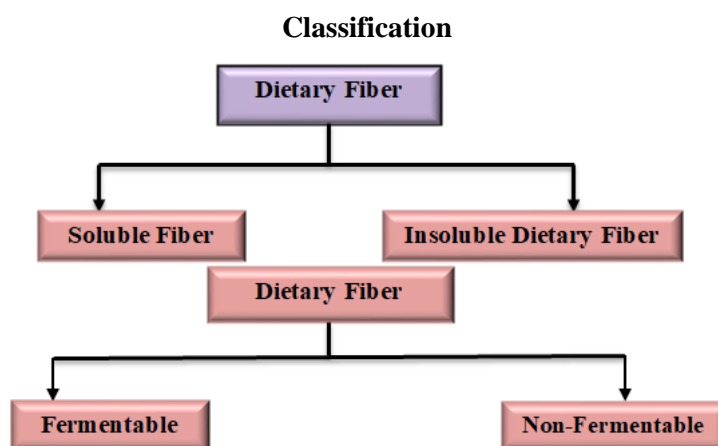 Classification
Dietary Fiber
Soluble Fiber
Insoluble Dietary Fiber
Dietary Fiber
Fermentable
Non-Fermentable